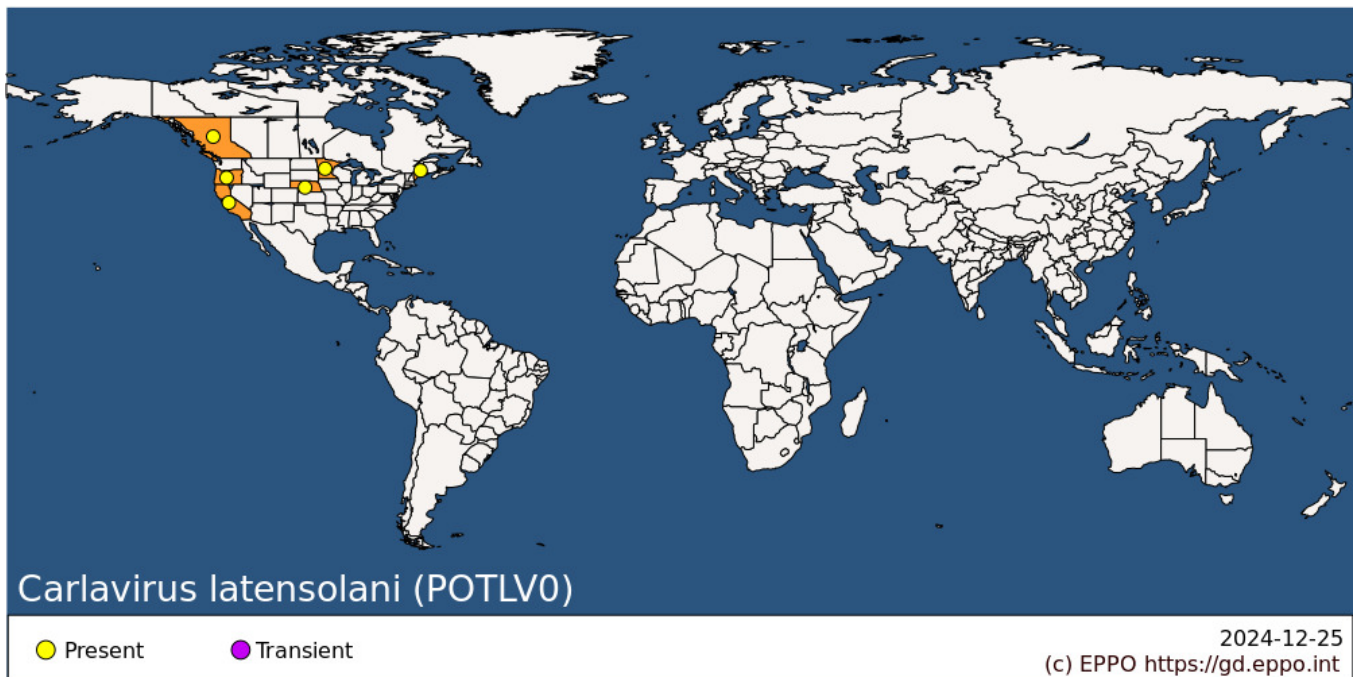 Carlavirus latensolani (POTLV0)
Present
Transient
2024-12-25
(c) EPPO https://gd.eppo.int